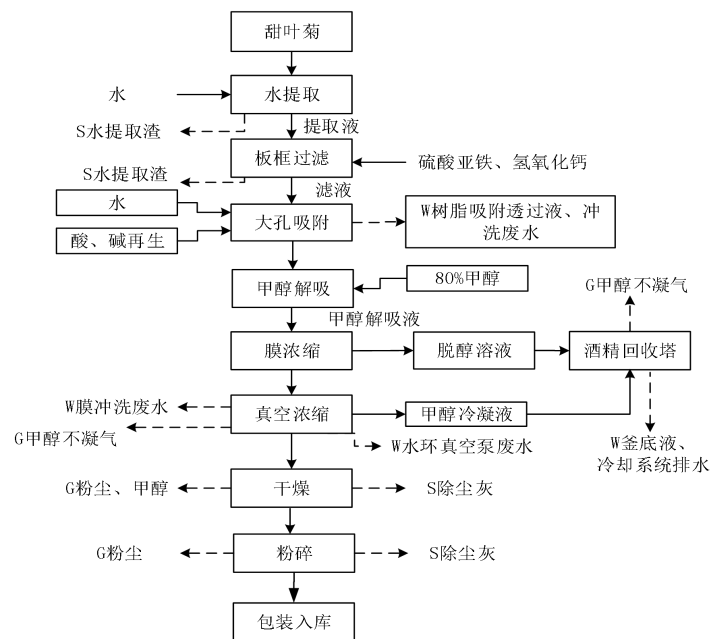 甜叶菊
水
水提取
S水提取渣
提取液
板框过滤
硫酸亚铁、氢氧化钙
S水提取渣
滤液
水
大孔吸附
W树脂吸附透过液、冲
洗废水
酸、碱再生
甲醇解吸
80%甲醇
G甲醇不凝气
甲醇解吸液
膜浓缩
脱醇溶液
酒精回收塔
W膜冲洗废水
真空浓缩
甲醇冷凝液
G甲醇不凝气
W水环真空泵废水
W釜底液、
冷却系统排水
G粉尘、甲醇
干燥
S除尘灰
G粉尘
粉碎
S除尘灰
包装入库